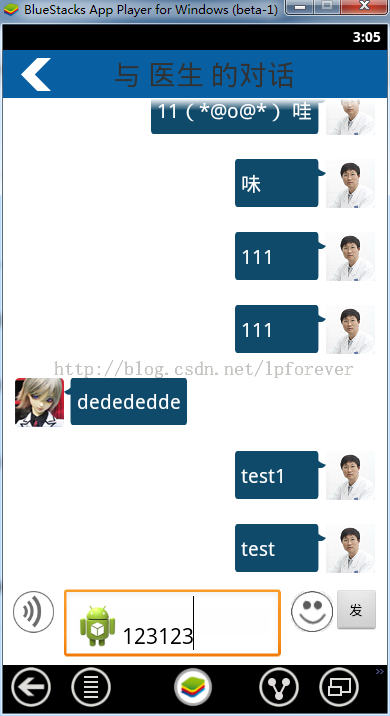 BlueStacks App Player for Windows (beta-1)
3:05
与 医生 的对话
11（*@o@*） 哇
味
111
111
http://blog.csdn.net/lpforever
dedededde
test1
test
123123
发